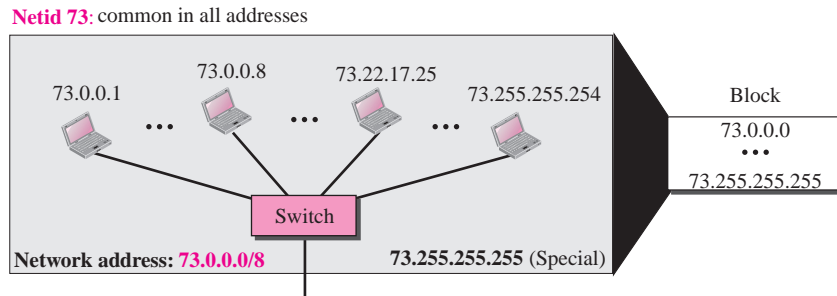 Netid 73: common in all addresses
73.0.0.1
73.0.0.8
73.22.17.25
73.255.255.254
•••
•••
•••
Switch
Network address: 73.0.0.0/8
73.255.255.255 (Special)
Block
73.0.0.0
•••
73.255.255.255